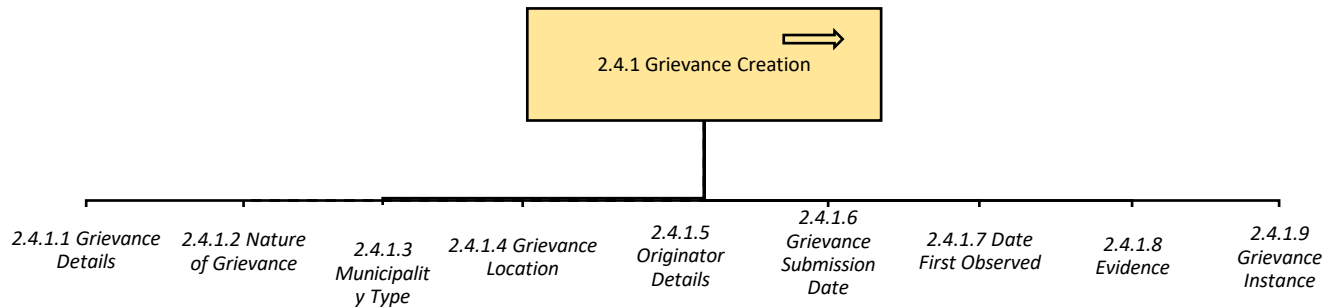 2.4.1 Grievance Creation
2.4.1.1 Grievance
Details
2.4.1.2 Nature
of Grievance
2.4.1.3
Municipalit
y Type
2.4.1.4 Grievance
Location
2.4.1.5
Originator
Details
2.4.1.6
Grievance
Submission
Date
2.4.1.7 Date
First Observed
2.4.1.8
Evidence
2.4.1.9
Grievance
Instance